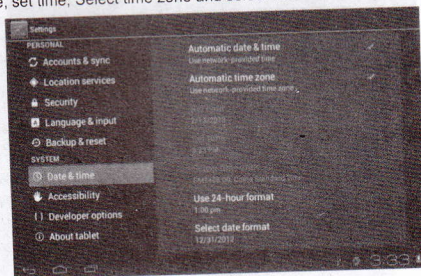 e, set time, Select time zone and so
Settings
PERSONAL
Accounts & sync
Location services
Security
Language & input
Backup & reset
SYSTEM
Date & time
Accessibility
Developer options
About tablet
Automatic date & time
Use network-provided time
Automatic time zone
Use network-provided time zone
Use 24-hour format
1:00 pm
Select date format
12/31/2012
3:33